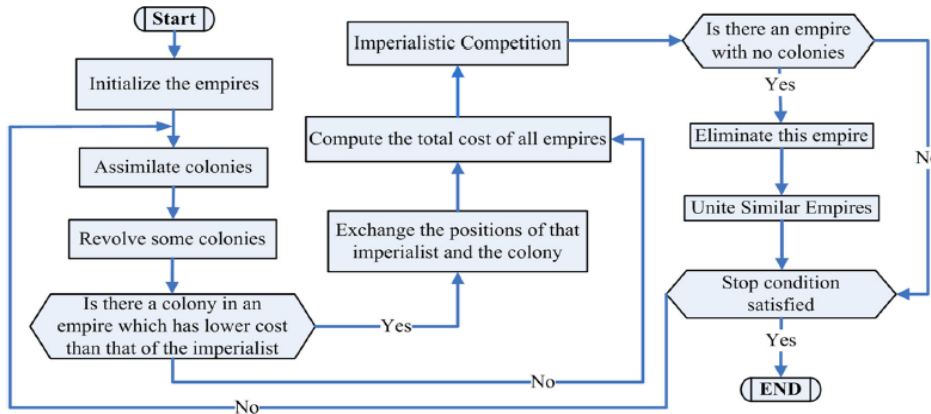 Start
Initialize the empires
Assimilate colonies
Revolve some colonies
Is there a colony in an
empire which has lower cost
than that of the imperialist
Yes
No
No
Exchange the positions of that
imperialist and the colony
Compute the total cost of all empires
Imperialistic Competition
Is there an empire
with no colonies
Yes
Eliminate this empire
Unite Similar Empires
Stop condition
satisfied
Yes
END